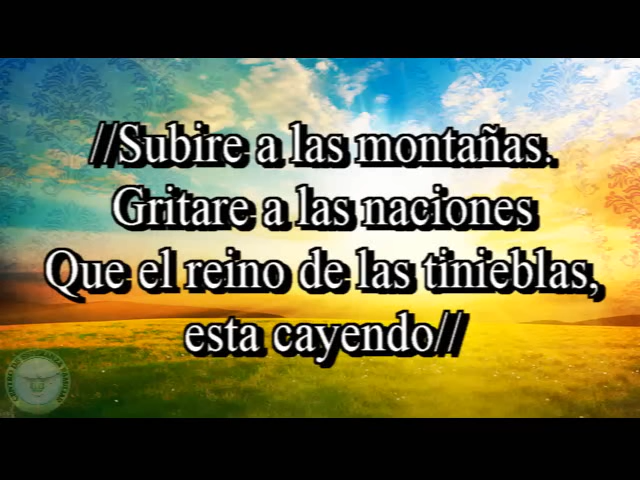 //Subire a las montañas.
Gritare a las naciones
Que el reino de las tinieblas,
esta cayendo//